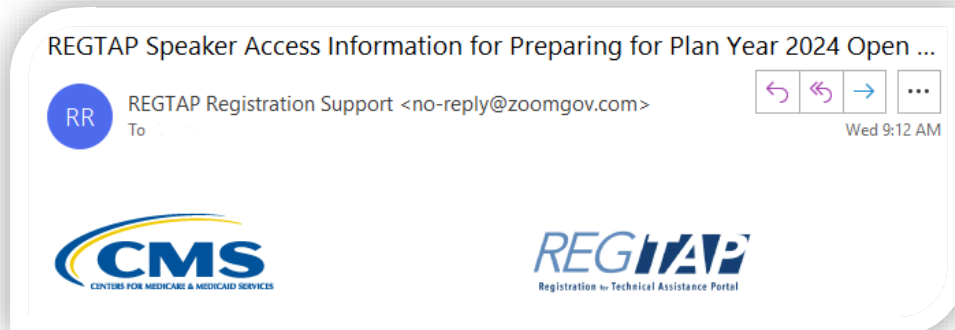 REGTAP Speaker Access Information for Preparing for Plan Year 2024 Open ...
RR
REGTAP Registration Support <no-reply@zoomgov.com>
To
Wed 9:12 AM
CMS
CENTERS FOR MEDICARE & MEDICAID SERVICES
REGTAP
Registration for Technical Assistance Portal